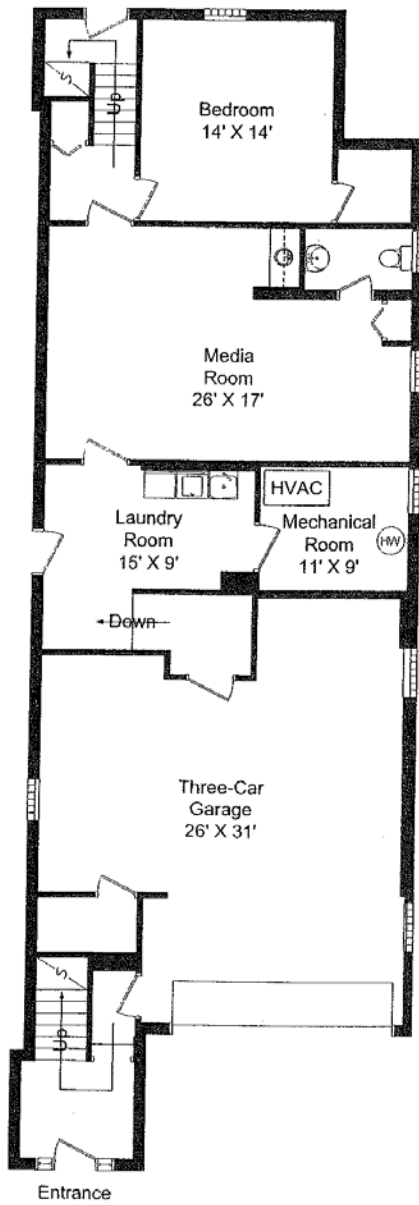 S
Up
Bedroom
14' X 14'
Media
Room
26' X 17'
HVAC
Laundry
Room
15' X 9'
Mechanical
Room
11' X 9'
HW
Down
Three-Car
Garage
26' X 31'
S
Up
Entrance